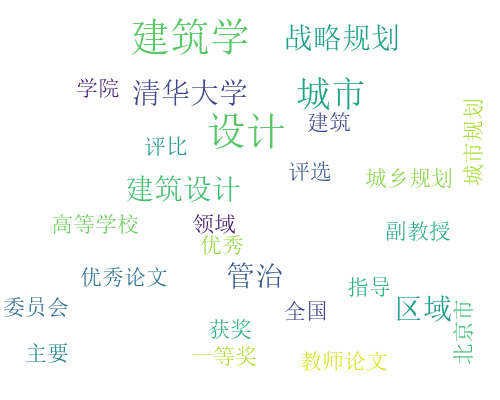 建筑学
战略规划
学院
清华大学
城市
设计
建筑
城市规划
评比
评选
城乡规划
建筑设计
高等学校
领域
副教授
优秀
优秀论文
管治
指导
委员会
全国
区域
北京市
获奖
主要
一等奖
教师论文